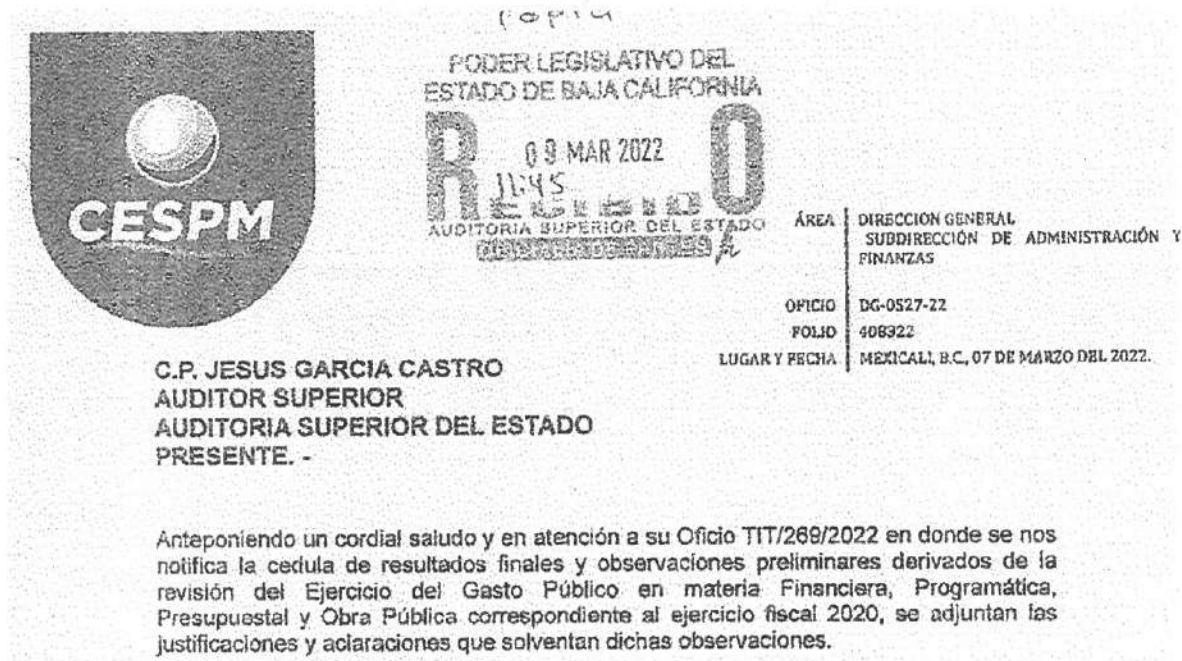 Copia
PODER LEGISLATIVO DEL
ESTADO DE BAJA CALIFORNIA
09 MAR 2022
11:45
RECIBIDO
AUDITORIA SUPERIOR DEL ESTADO
CESPM
ÁREA DIRECCION GENERAL
SUBDIRECCIÓN DE ADMINISTRACIÓN Y
FINANZAS
OFICIO DG-0527-22
FOLIO 408322
LUGAR Y FECHA MEXICALI, B.C., 07 DE MARZO DEL 2022.
C.P. JESUS GARCIA CASTRO
AUDITOR SUPERIOR
AUDITORIA SUPERIOR DEL ESTADO
PRESENTE. -
Anteponiendo un cordial saludo y en atención a su Oficio TIT/269/2022 en donde se nos
notifica la cedula de resultados finales y observaciones preliminares derivados de la
revisión del Ejercicio del Gasto Público en materia Financiera, Programática,
Presupuestal y Obra Pública correspondiente al ejercicio fiscal 2020, se adjuntan las
justificaciones y aclaraciones que solventan dichas observaciones.